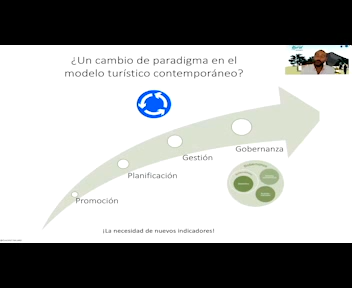 ¿Un cambio de paradigma en el
modelo turístico contemporáneo?
Gobernanza
Gestión
Planificación
Promoción
¡La necesidad de nuevos indicadores!